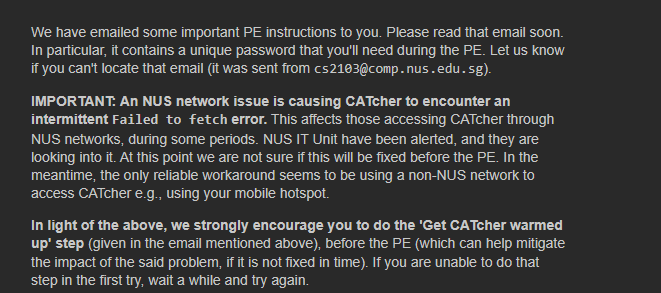 We have emailed some important PE instructions to you. Please read that email soon.
In particular, it contains a unique password that you'll need during the PE. Let us know
if you can't locate that email (it was sent from cs2103@comp.nus.edu.sg).
IMPORTANT: An NUS network issue is causing CATcher to encounter an
intermittent Failed to fetch error. This affects those accessing CATcher through
NUS networks, during some periods. NUS IT Unit have been alerted, and they are
looking into it. At this point we are not sure if this will be fixed before the PE. In the
meantime, the only reliable workaround seems to be using a non-NUS network to
access CATcher e.g., using your mobile hotspot.
In light of the above, we strongly encourage you to do the 'Get CATcher warmed
up' step (given in the email mentioned above), before the PE (which can help mitigate
the impact of the said problem, if it is not fixed in time). If you are unable to do that
step in the first try, wait a while and try again.